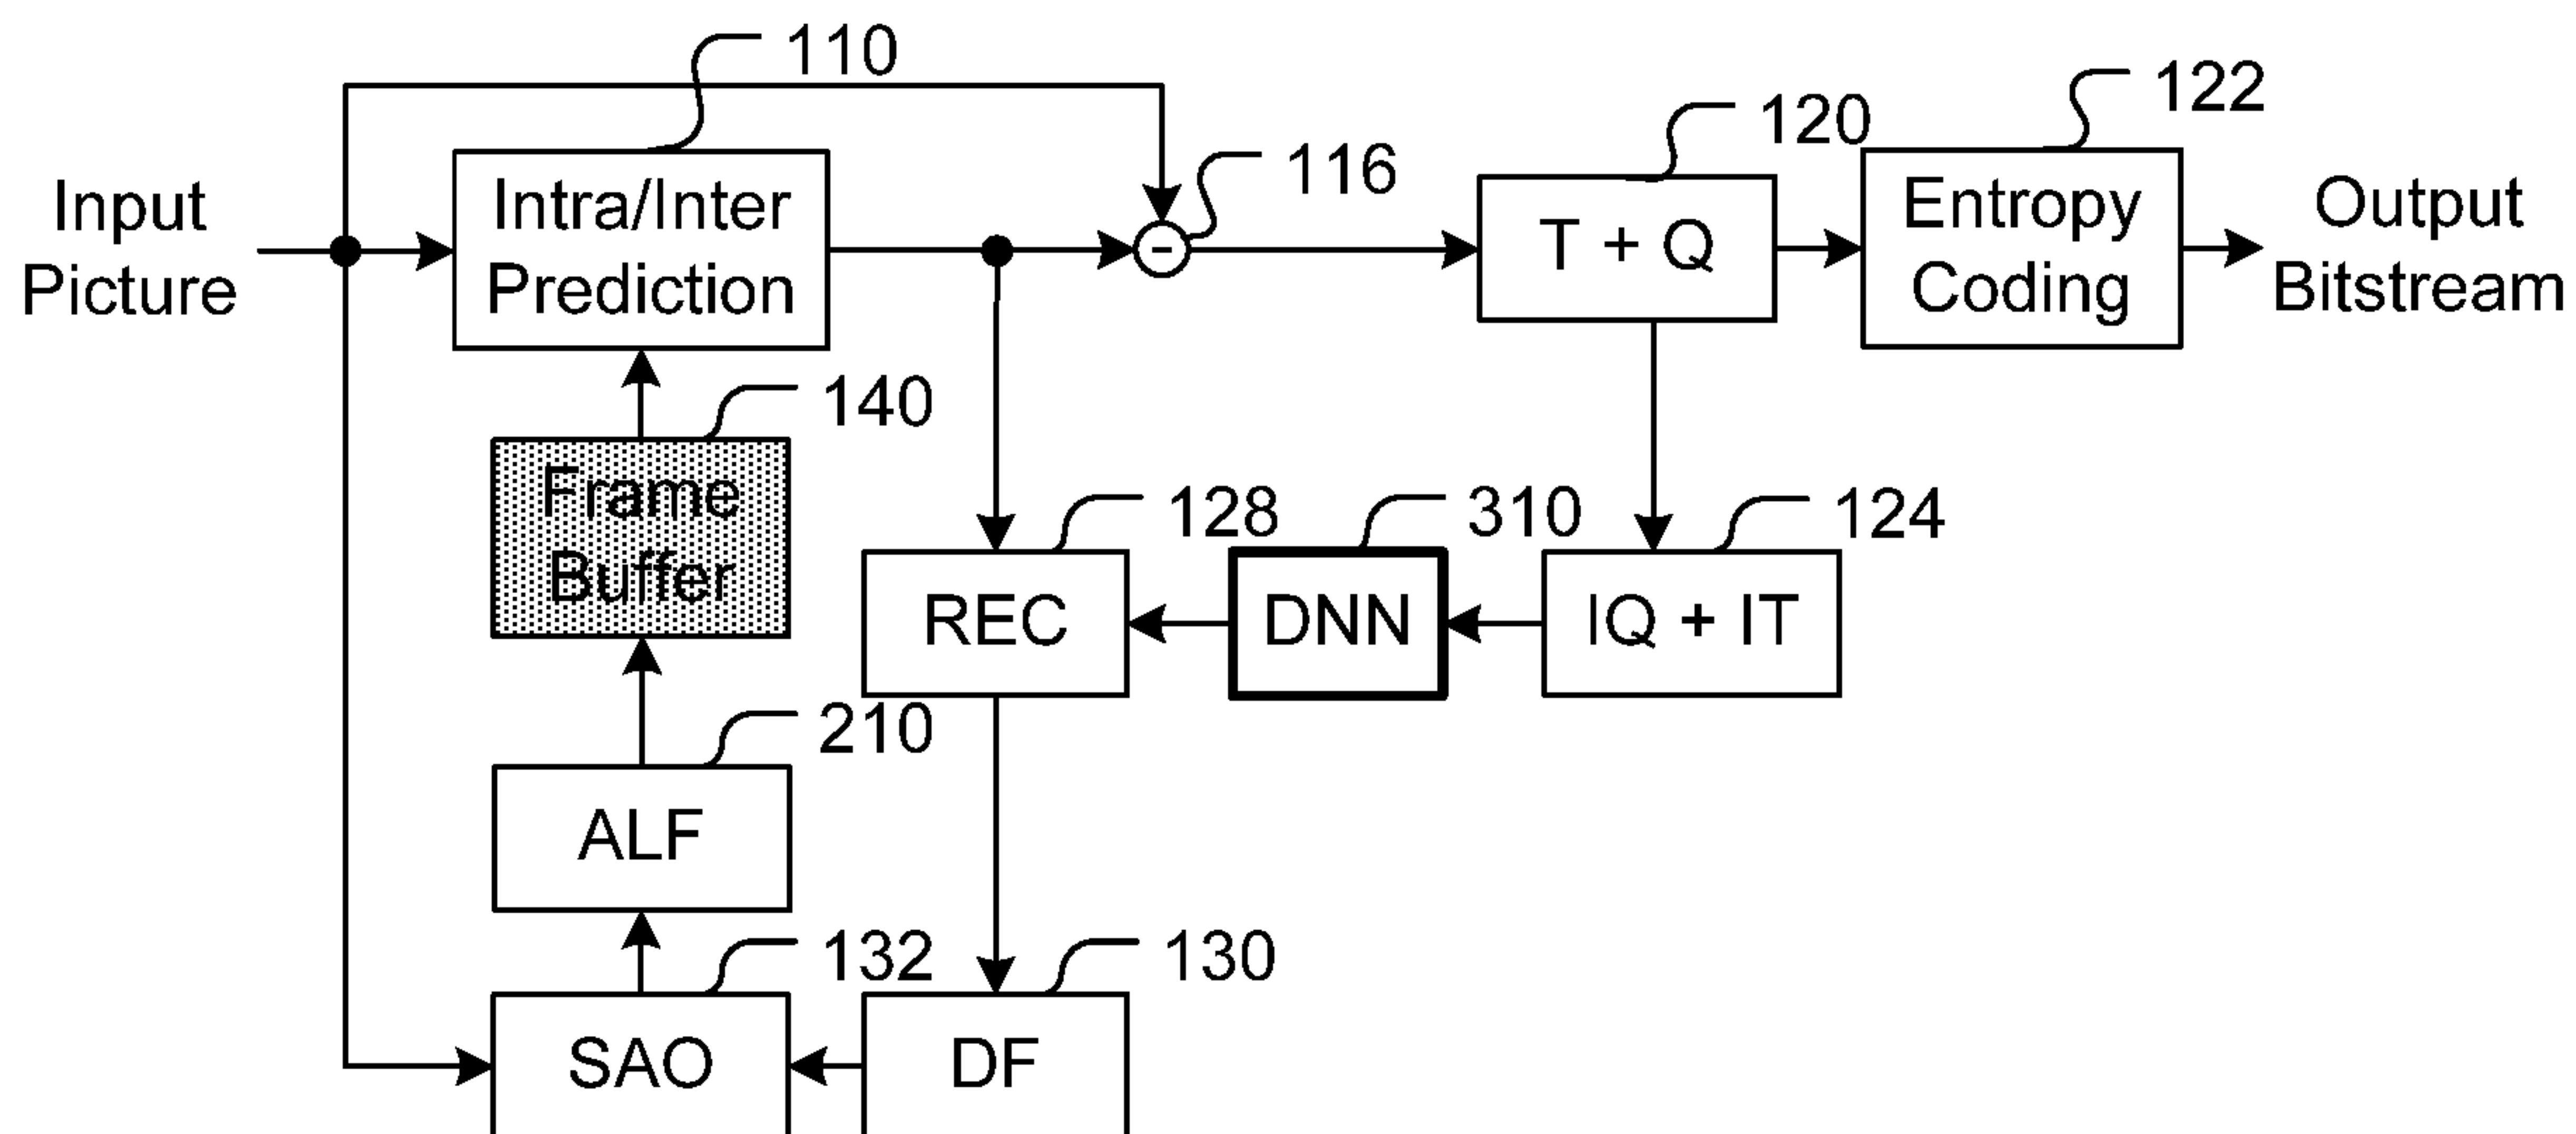 110
122
120
116
Input
Picture
Intra/Inter
Prediction
-
T + Q
Entropy
Coding
Output
Bitstream
140
Frame
Buffer
128
310
124
REC
DNN
IQ + IT
210
ALF
132
130
SAO
DF